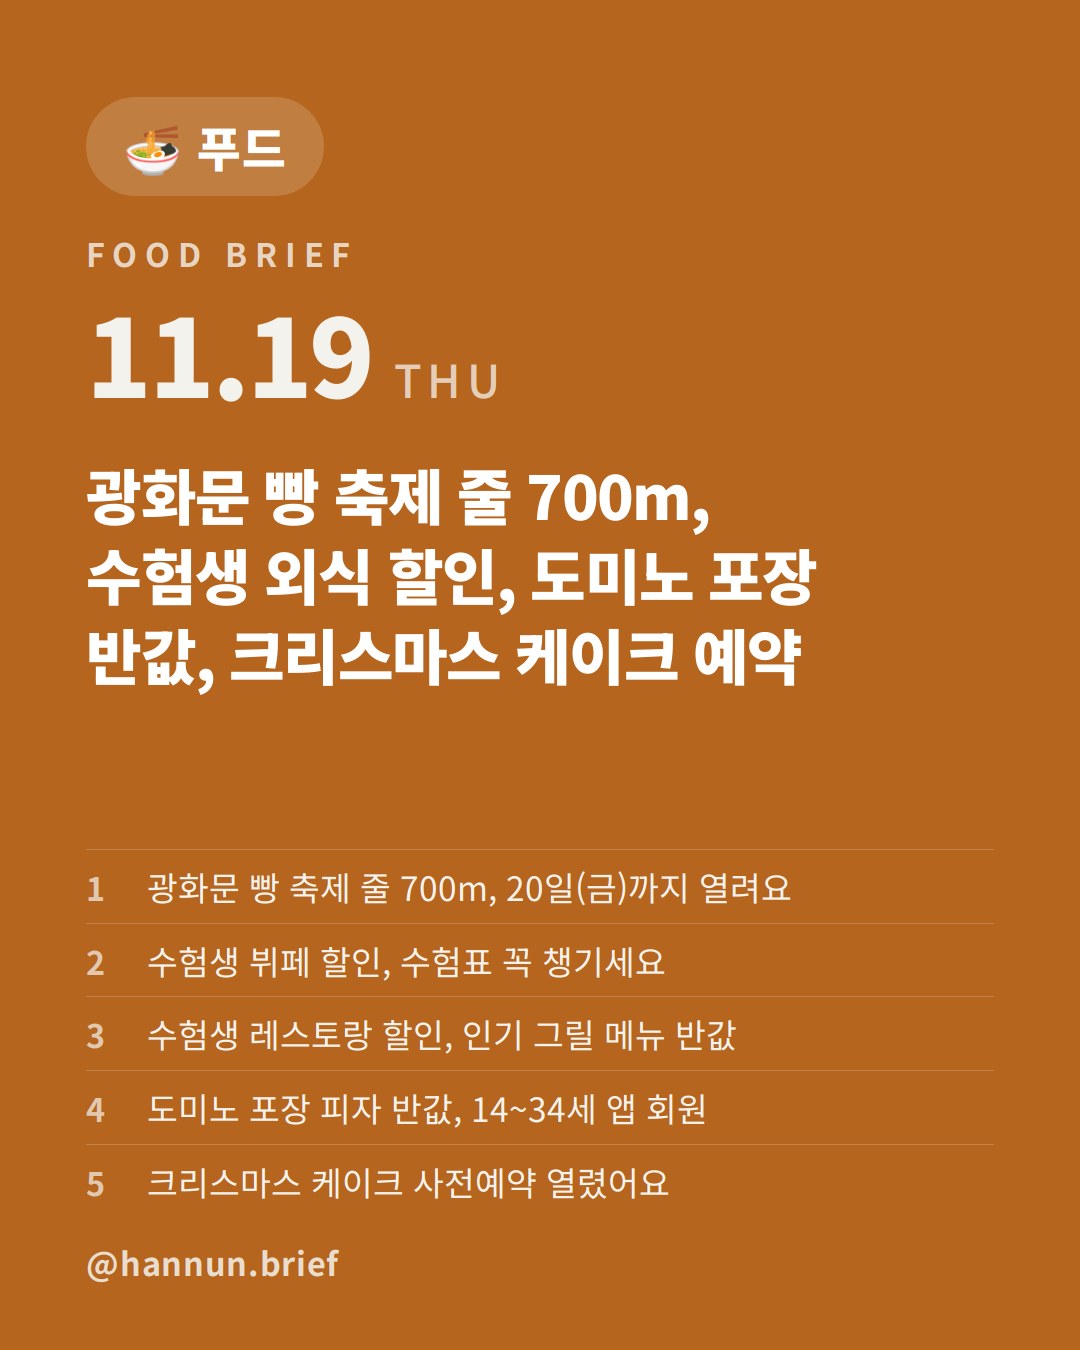 푸드
FOOD BRIEF
11.19 THU
광화문 빵 축제 줄 700m,
수험생 외식 할인, 도미노 포장
반값, 크리스마스 케이크 예약
1 광화문 빵 축제 줄 700m, 20일(금)까지 열려요
2 수험생 뷔페 할인, 수험표 꼭 챙기세요
3 수험생 레스토랑 할인, 인기 그릴 메뉴 반값
4 도미노 포장 피자 반값, 14~34세 앱 회원
5 크리스마스 케이크 사전예약 열렸어요
@hannun.brief